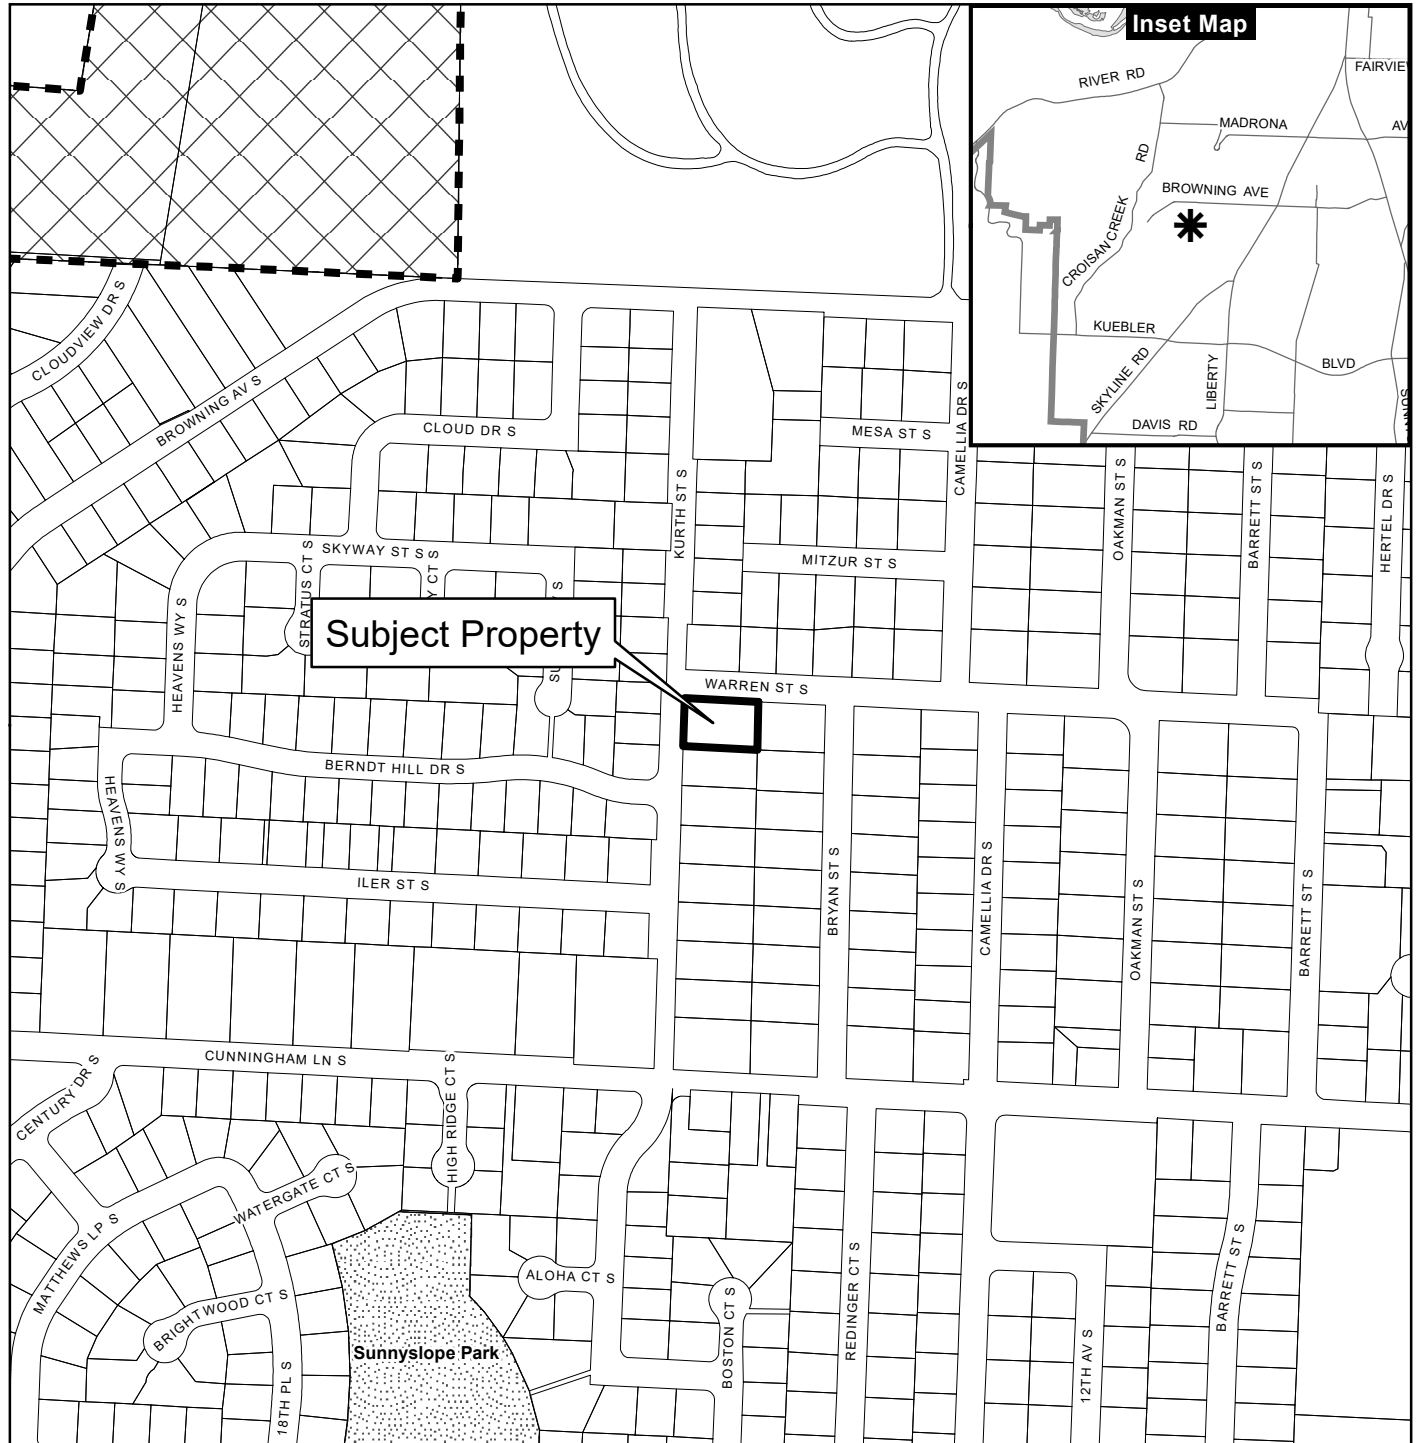 Inset Map
FAIRVIE
RIVER RD
MADRONA
AV
RD
BROWNING AVE
CROISAN CREEK
KUEBLER
BLVD
SKYLINE RD
LIBERTY
DAVIS RD
CLOUDVIEW DR S
BROWNING AV S
CLOUD DR S
MESA ST S
CAMELLIA DR S
KURTH ST S
OAKMAN ST S
BARRETT ST S
HERTEL DR S
SKYWAY ST S
MITZUR ST S
STRATUS CT S
Y CT S
Y S
SU
HEAVENS WY S
Subject Property
WARREN ST S
BERNDT HILL DR S
HEAVENS WY S
ILER ST S
BRYAN ST S
CAMELLIA DR S
OAKMAN ST S
BARRETT ST S
CUNNINGHAM LN S
CENTURY DR S
HIGH RIDGE CT S
WATERGATE CT S
MATTHEWS LP S
ALOHA CT S
BRIGHTWOOD CT S
BOSTON CT S
REDINGER CT S
BARRETT ST S
12TH AV S
Sunnyslope Park
18TH PL S